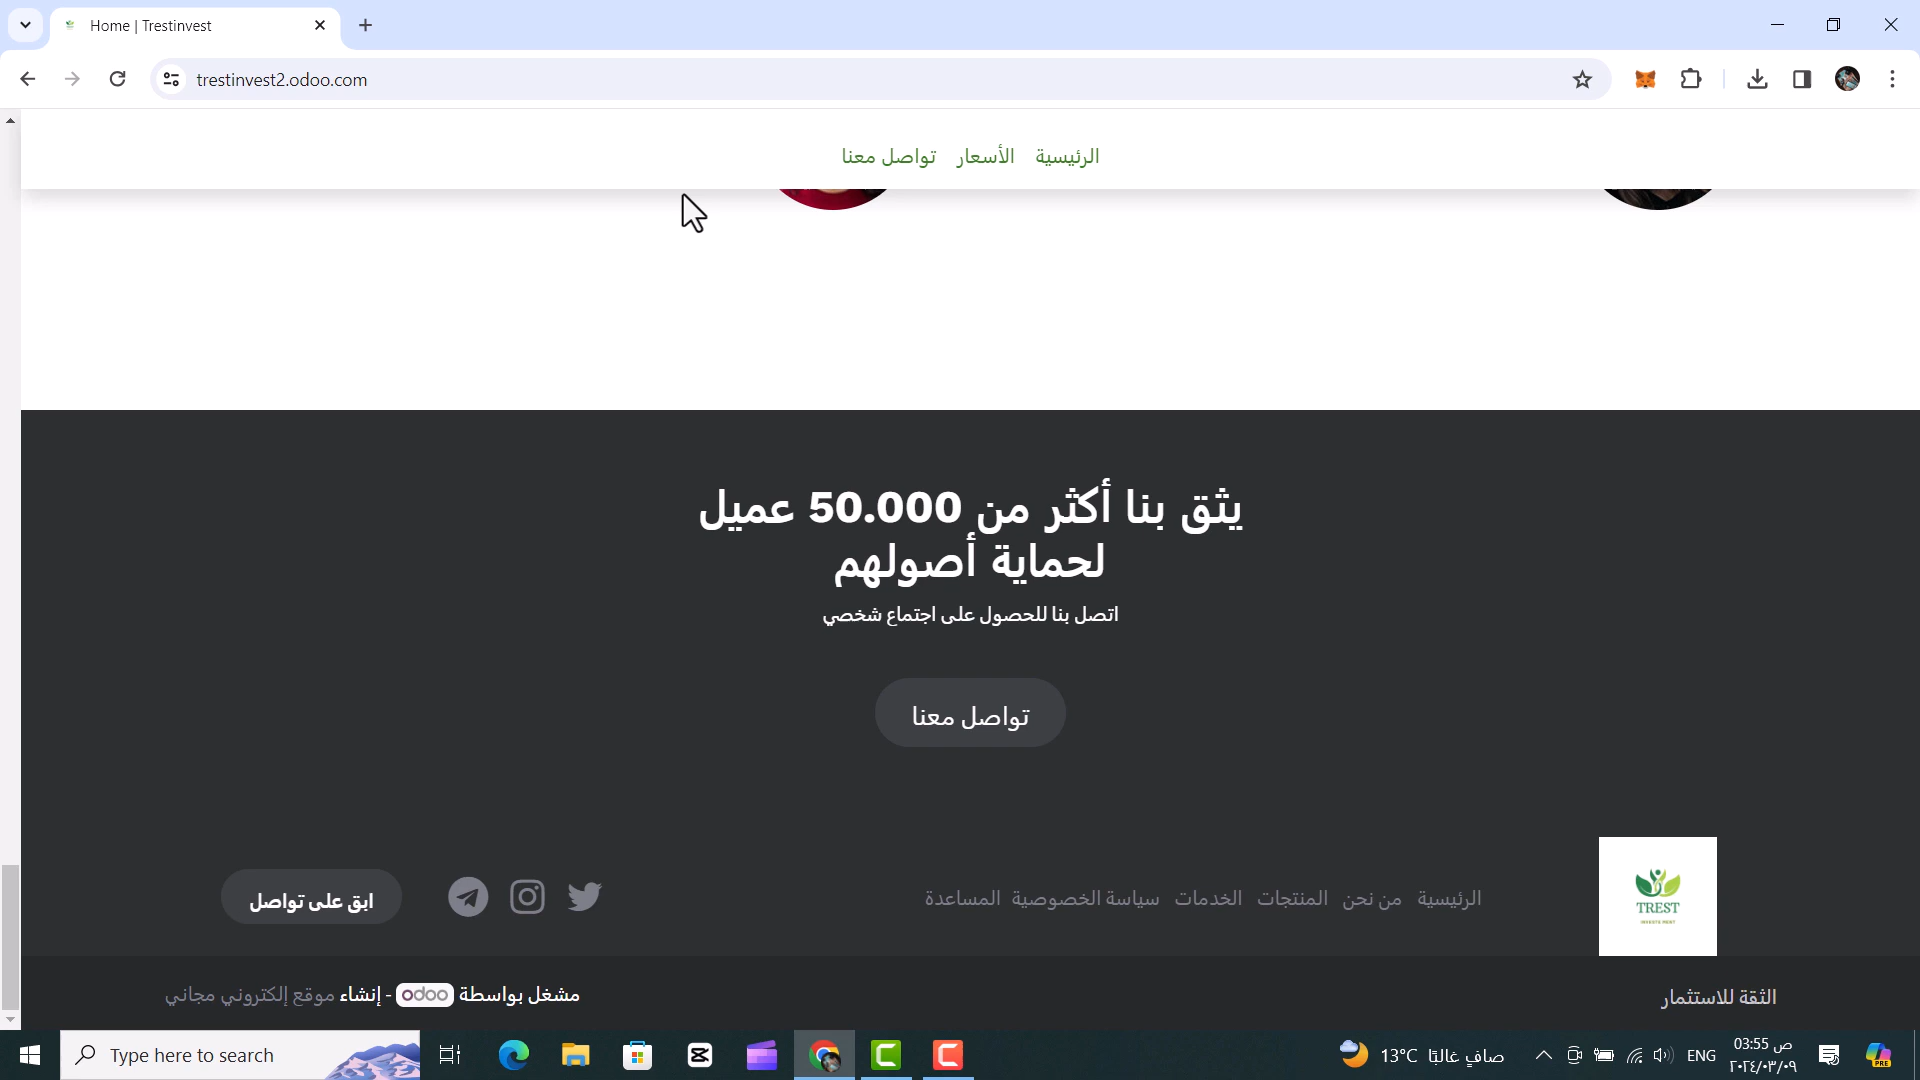 Home | Trestinvest
trestinvest2.odoo.com
الرئيسية الأسعار تواصل معنا
يثق بنا أكثر من 50.000 عميل
لحماية أصولهم
اتصل بنا للحصول على اجتماع شخصي
تواصل معنا
TREST
الرئيسية من نحن المنتجات الخدمات سياسة الخصوصية المساعدة
ابق على تواصل
الثقة للاستثمار
مشغل بواسطة odoo - إنشاء موقع إلكتروني مجاني
Type here to search
13°C صافٍ غالبًا
ENG
03:55 ص
٢٠٢٤/٠٣/٠٩
PRE